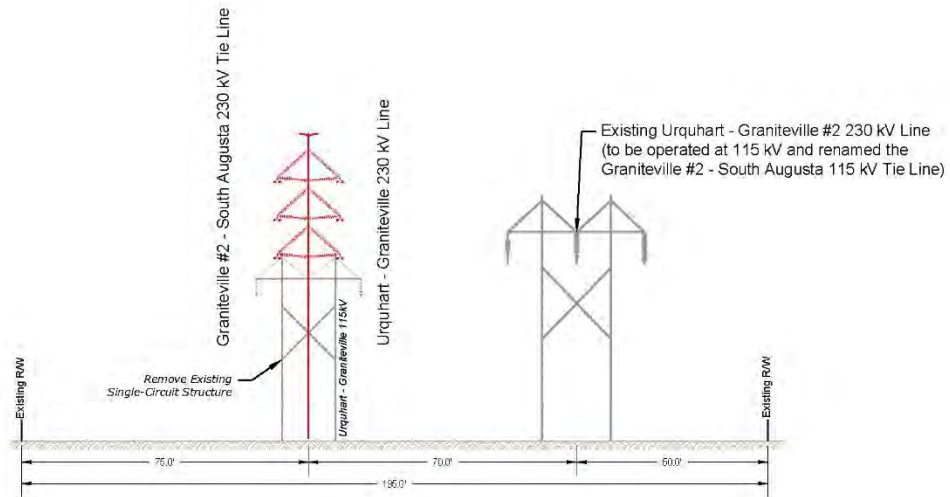 Graniteville #2 - South Augusta 230 kV Tie Line
Urquhart - Graniteville 230 kV Line
Existing Urquhart - Graniteville #2 230 kV Line
(to be operated at 115 kV and renamed the
Graniteville #2 - South Augusta 115 kV Tie Line)
Remove Existing
Single-Circuit Structure
Urquhart - Graniteville 115kV
Existing R/W
Existing R/W
75.0'
70.0'
50.0'
195.0'